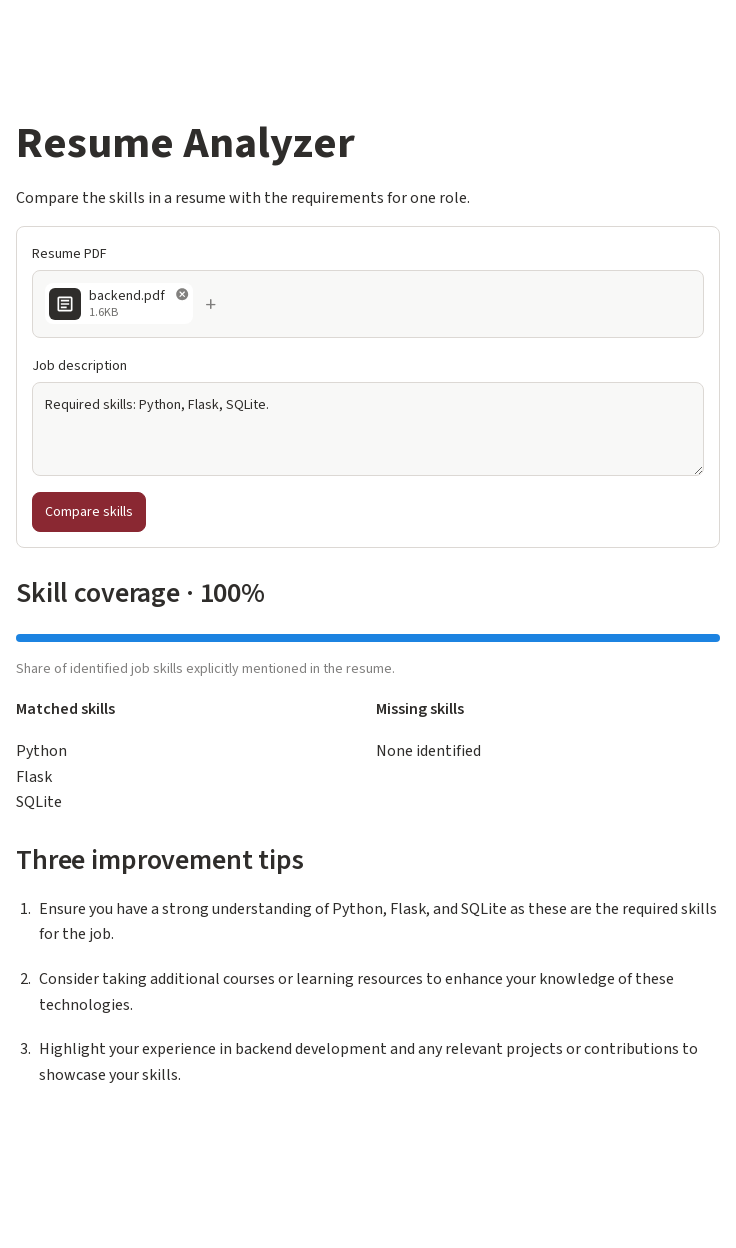 Resume Analyzer
Compare the skills in a resume with the requirements for one role.
Resume PDF
backend.pdf
1.6KB
+
Job description
Required skills: Python, Flask, SQLite.
Compare skills
Skill coverage · 100%
Share of identified job skills explicitly mentioned in the resume.
Matched skills
Python
Flask
SQLite
Missing skills
None identified
Three improvement tips
1. Ensure you have a strong understanding of Python, Flask, and SQLite as these are the required skills
for the job.
2. Consider taking additional courses or learning resources to enhance your knowledge of these
technologies.
3. Highlight your experience in backend development and any relevant projects or contributions to
showcase your skills.